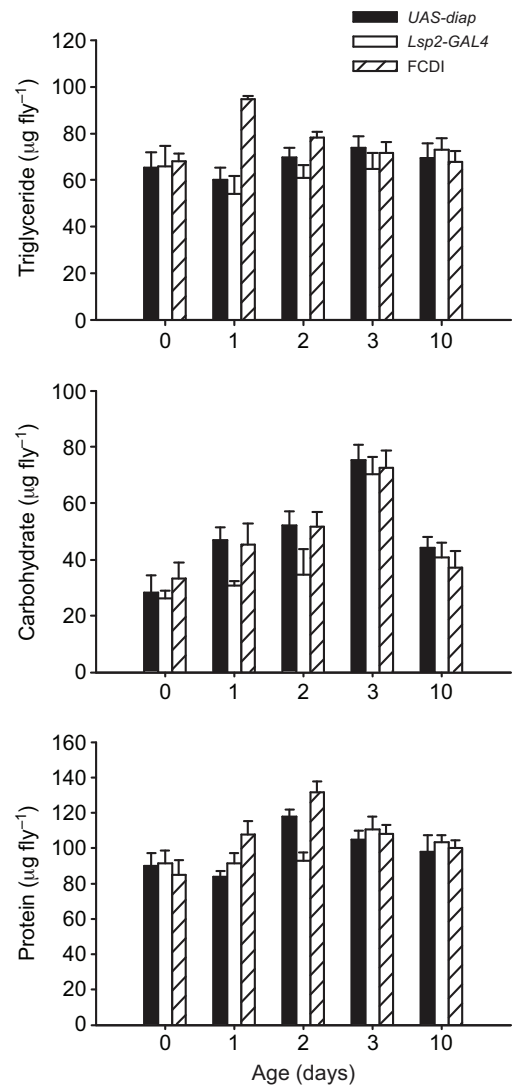 UAS-diap
Lsp2-GAL4
FCDI
Triglyceride (µg fly⁻¹)
120
100
80
60
40
20
0
0 1 2 3 10
Carbohydrate (µg fly⁻¹)
100
80
60
40
20
0
0 1 2 3 10
Protein (µg fly⁻¹)
160
140
120
100
80
60
40
20
0
0 1 2 3 10
Age (days)